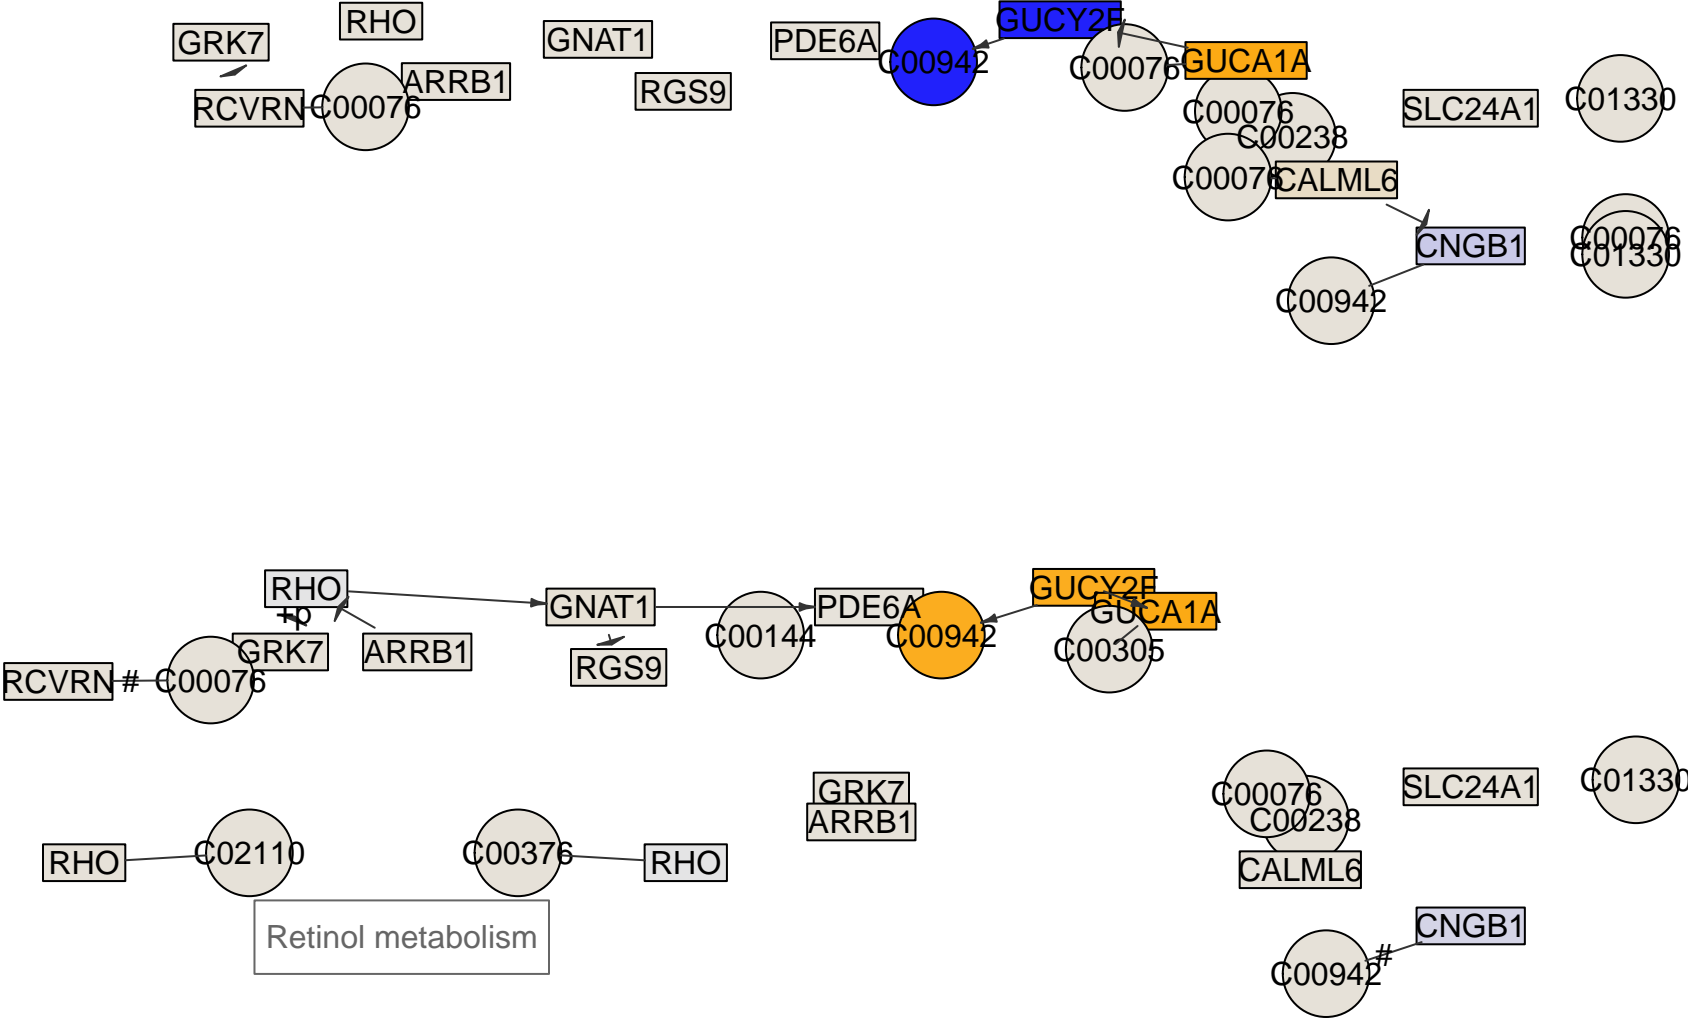 RHO
GRK7
GNAT1
PDE6A
GUCY2F
C00942
C00076
GUCA1A
ARRB1
RGS9
RCVRN
C00076
C00076
C00238
SLC24A1
C01330
C00076
CALML6
CNGB1
C00076
C01330
C00942
RHO
+p
GNAT1
PDE6A
GUCY2F
GUCA1A
GRK7
ARRB1
RGS9
C00144
C00942
C00305
RCVRN
#
C00076
GRK7
ARRB1
C00076
C00238
SLC24A1
C01330
RHO
C02110
C00376
RHO
CALML6
CNGB1
Retinol metabolism
#
C00942